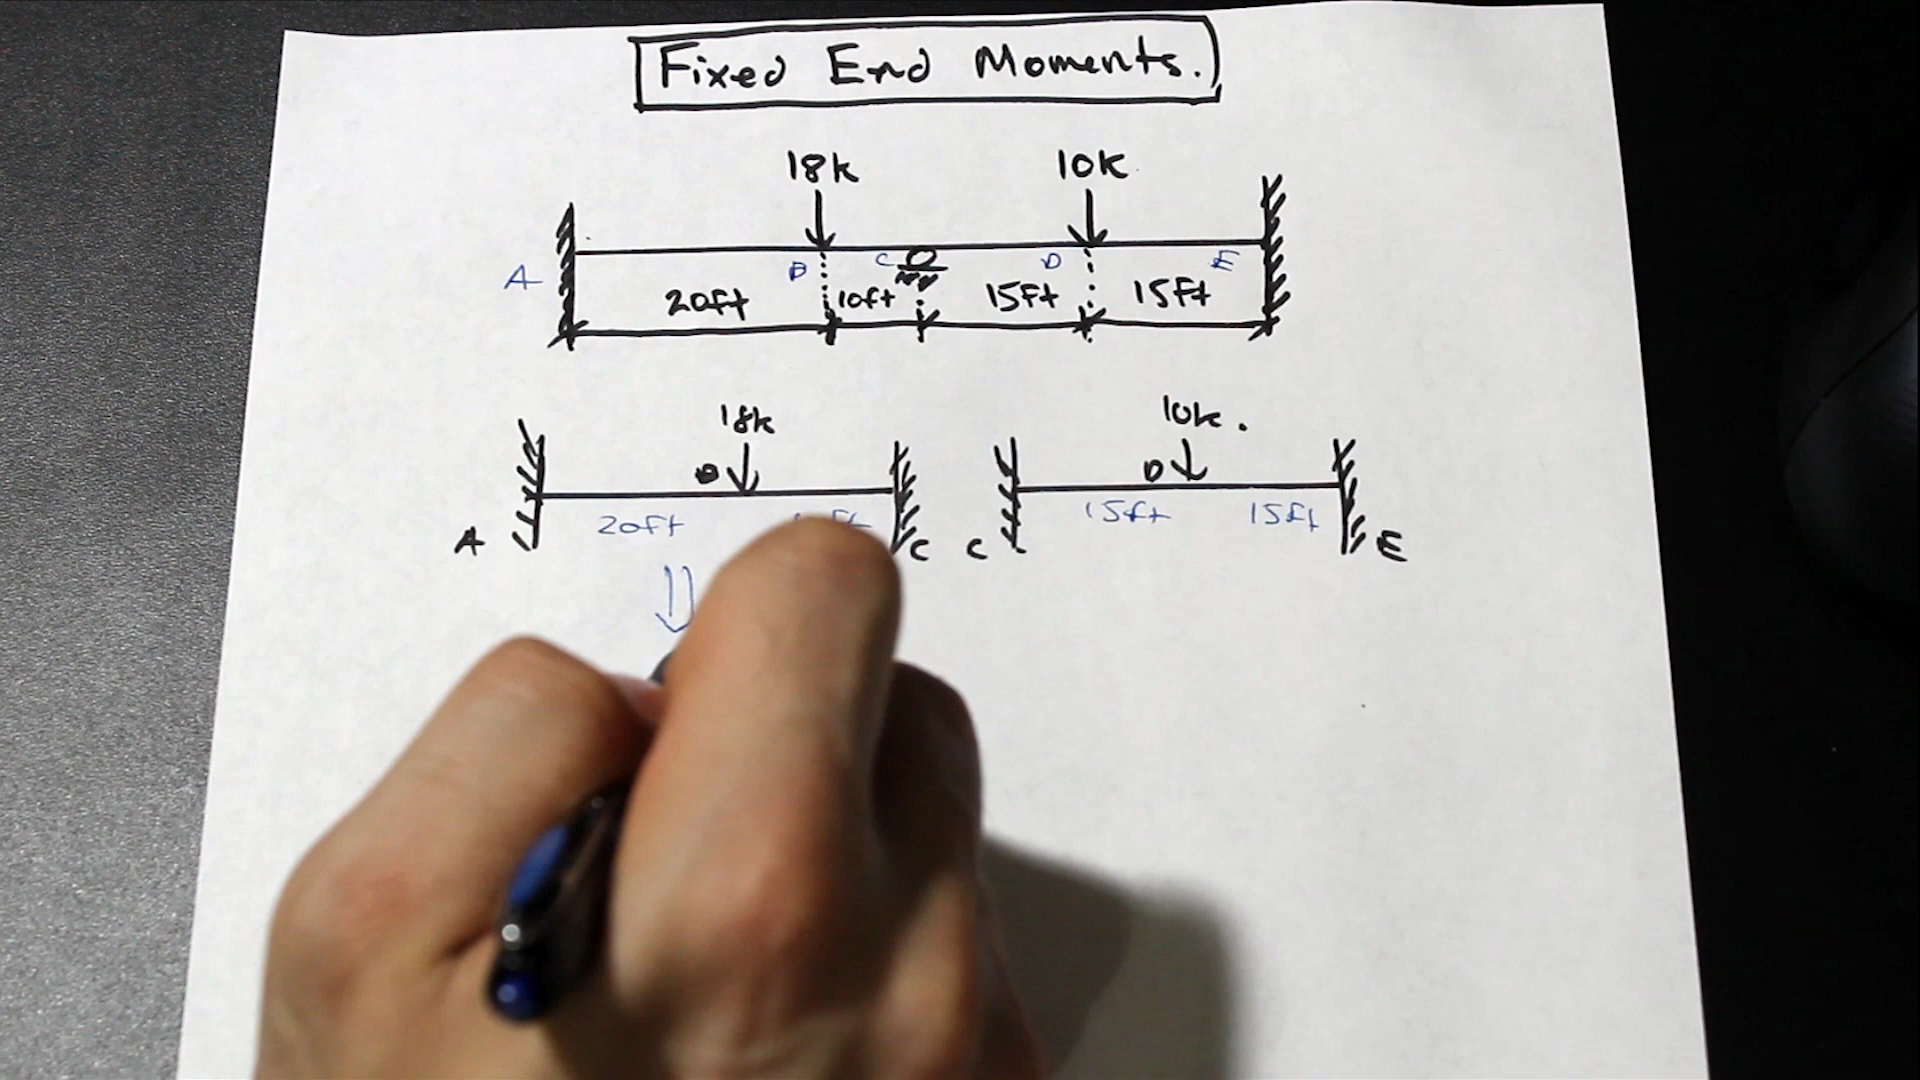 Fixed End Moments.
18k 10k
A B C D E
20ft 10ft 15ft 15ft
18k 10k.
B D
20ft 15ft 15ft
A C C E